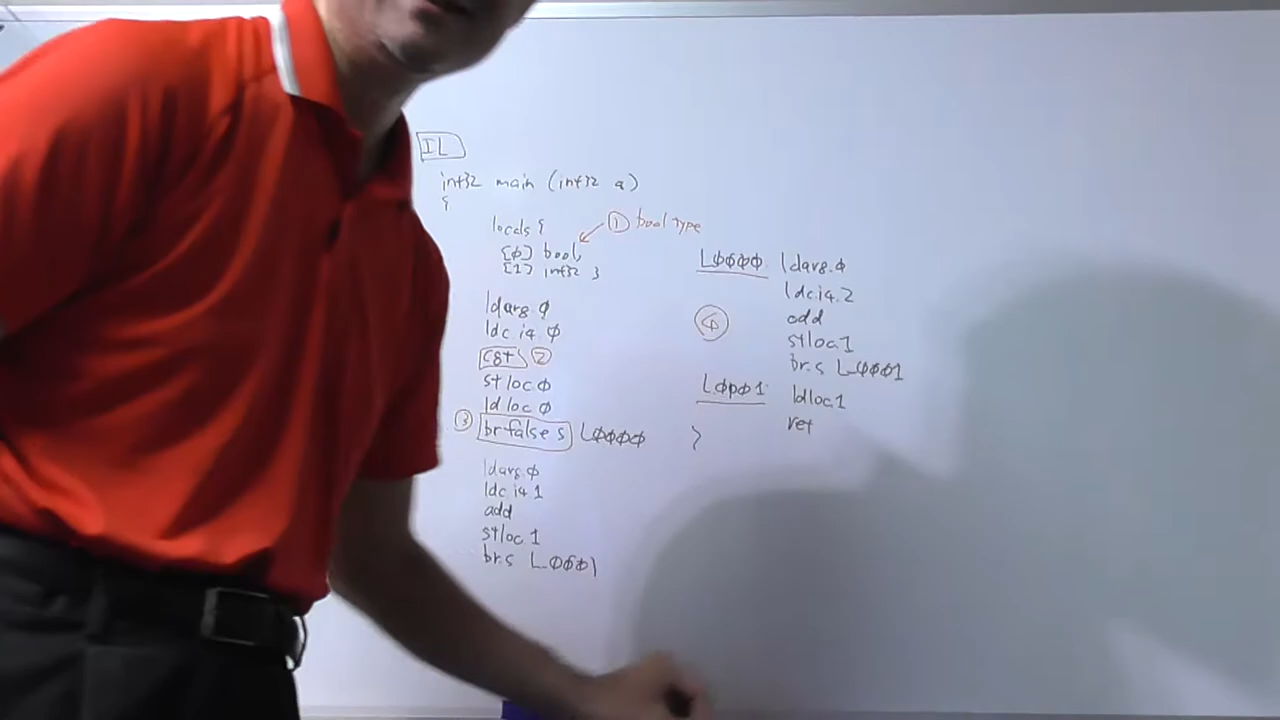 IL
int32 main (int32 a)
{
locals {
① bool type
[0] bool,
[1] int32 }
ldarg.0
ldc i4 0
cgt ②
stloc 0
ldloc 0
③ brfalse s L0000
ldarg.0
ldc i4 1
add
stloc 1
br.s L0001
L0000 ldarg.0
ldc.i4.2
④
add
stloc 1
br.s L0001
L0001: ldloc 1
ret
}